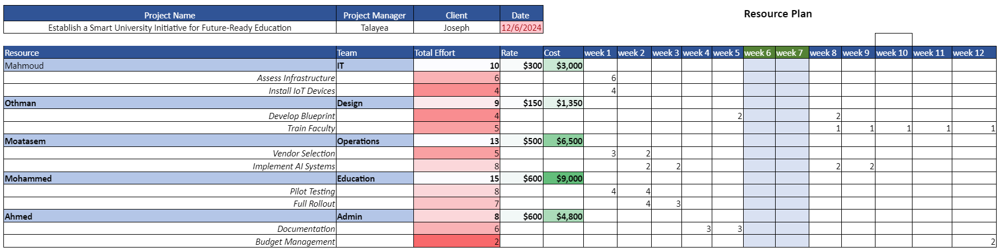 Resource Plan
Project Name Project Manager Client Date
Establish a Smart University Initiative for Future-Ready Education Talayea Joseph 12/6/2024
Resource Team Total Effort Rate Cost week 1 week 2 week 3 week 4 week 5 week 6 week 7 week 8 week 9 week 10 week 11 week 12
Mahmoud IT 10 $300 $3,000
Assess Infrastructure 6 6
Install IoT Devices 4 4
Othman Design 9 $150 $1,350
Develop Blueprint 4 2 2
Train Faculty 5 1 1 1 1 1
Moatasem Operations 13 $500 $6,500
Vendor Selection 5 3 2
Implement AI Systems 8 2 2 2 2
Mohammed Education 15 $600 $9,000
Pilot Testing 8 4 4
Full Rollout 7 4 3
Ahmed Admin 8 $600 $4,800
Documentation 6 3 3
Budget Management 2 2